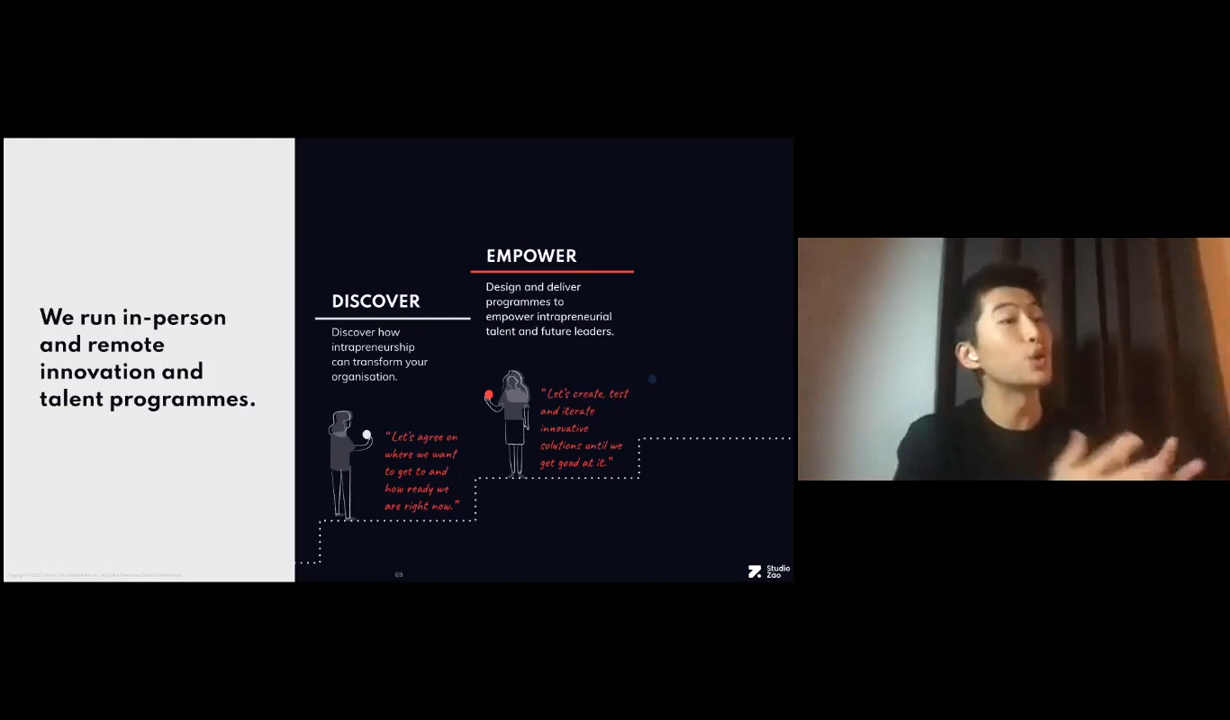 We run in-person
and remote
innovation and
talent programmes.
DISCOVER
Discover how
intrapreneurship
can transform your
organisation.
"Let's agree on
where we want
to get to and
how ready we
are right now."
EMPOWER
Design and deliver
programmes to
empower intrapreneurial
talent and future leaders.
"Let's create, test
and iterate
innovative
solutions until we
get good at it."
69
Studio
Zao